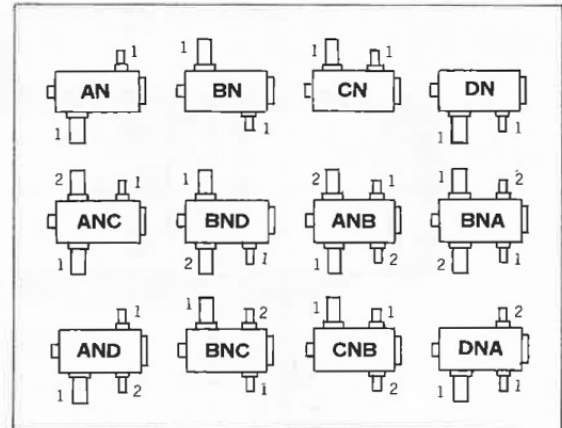 1 1 1 1
AN BN CN DN
1 1 1 1
2 1 1 2 1 1 2
ANC BND ANB BNA
1 2 1 1 2 2 1
1 1 2 1 1 2
AND BNC CNB DNA
1 2 1 2 1 1